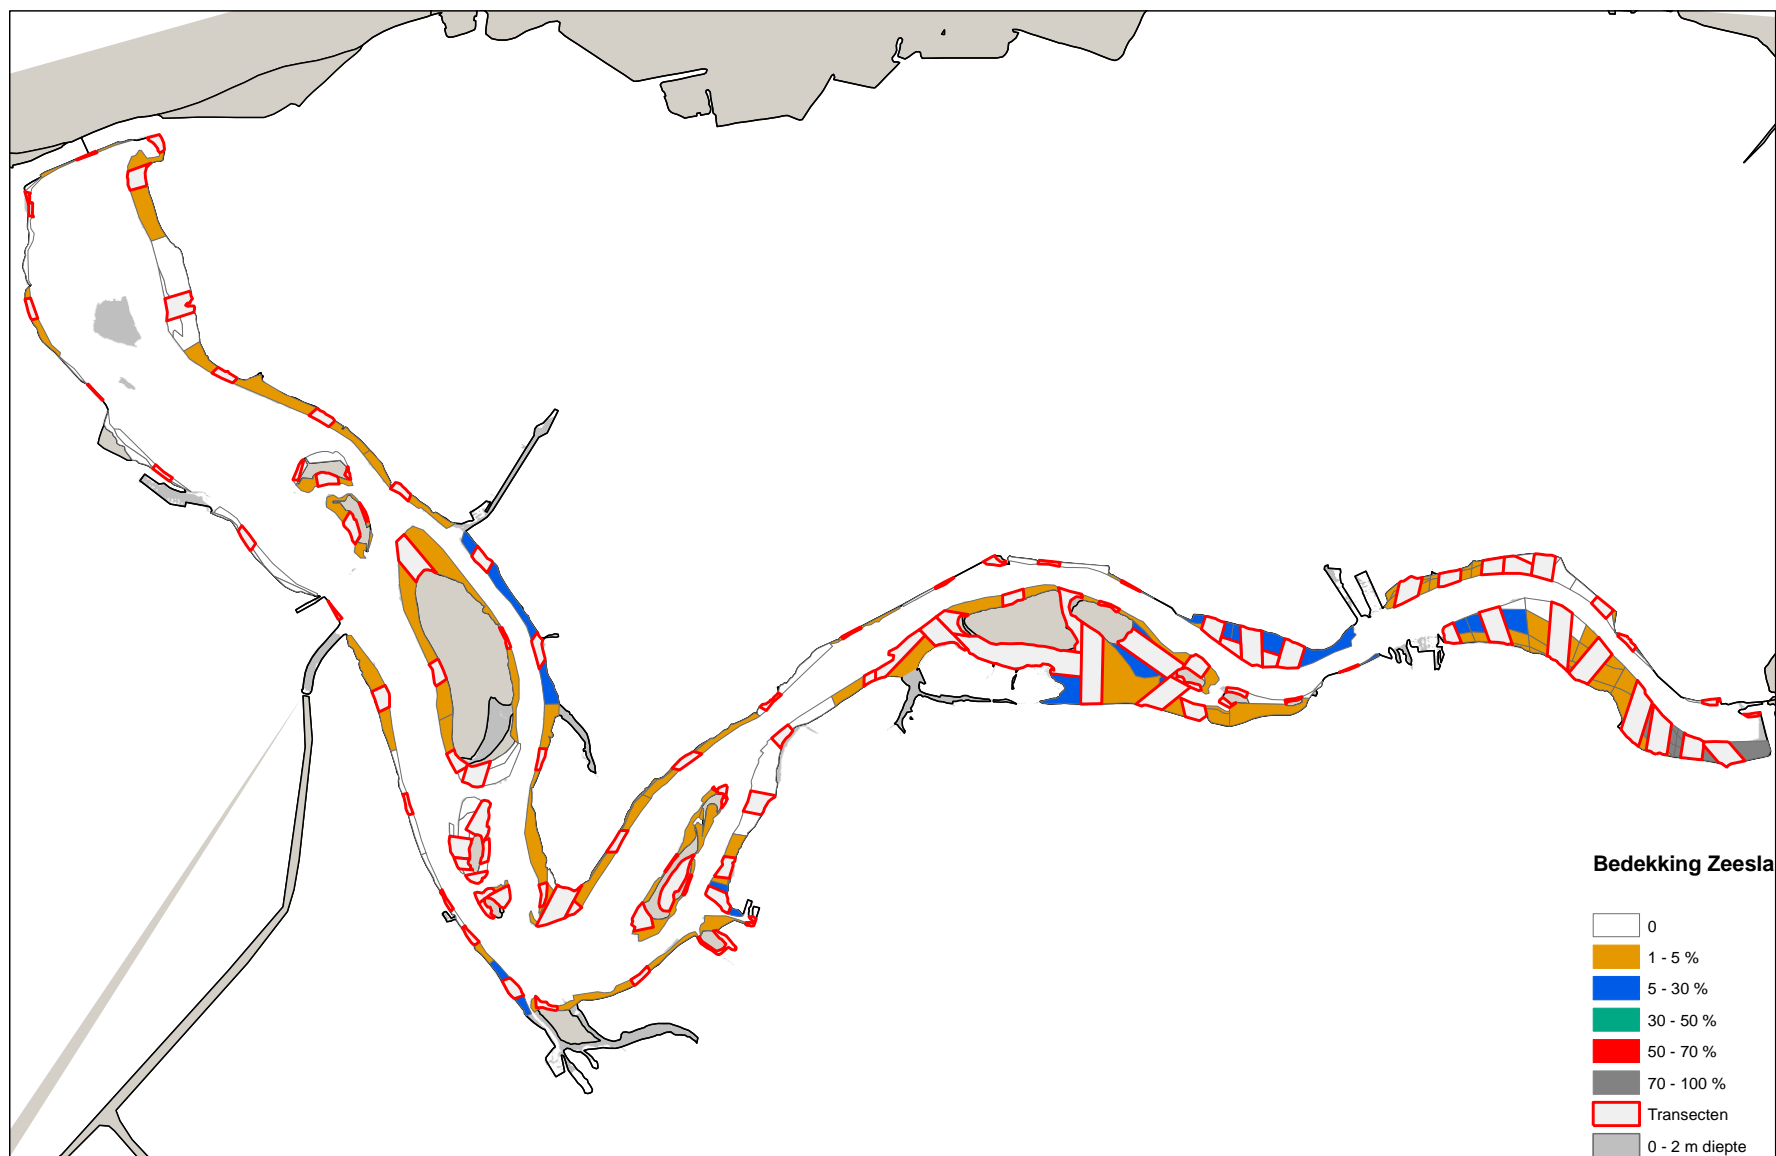 Bedekking Zeesla
0
1 - 5 %
5 - 30 %
30 - 50 %
50 - 70 %
70 - 100 %
Transecten
0 - 2 m diepte